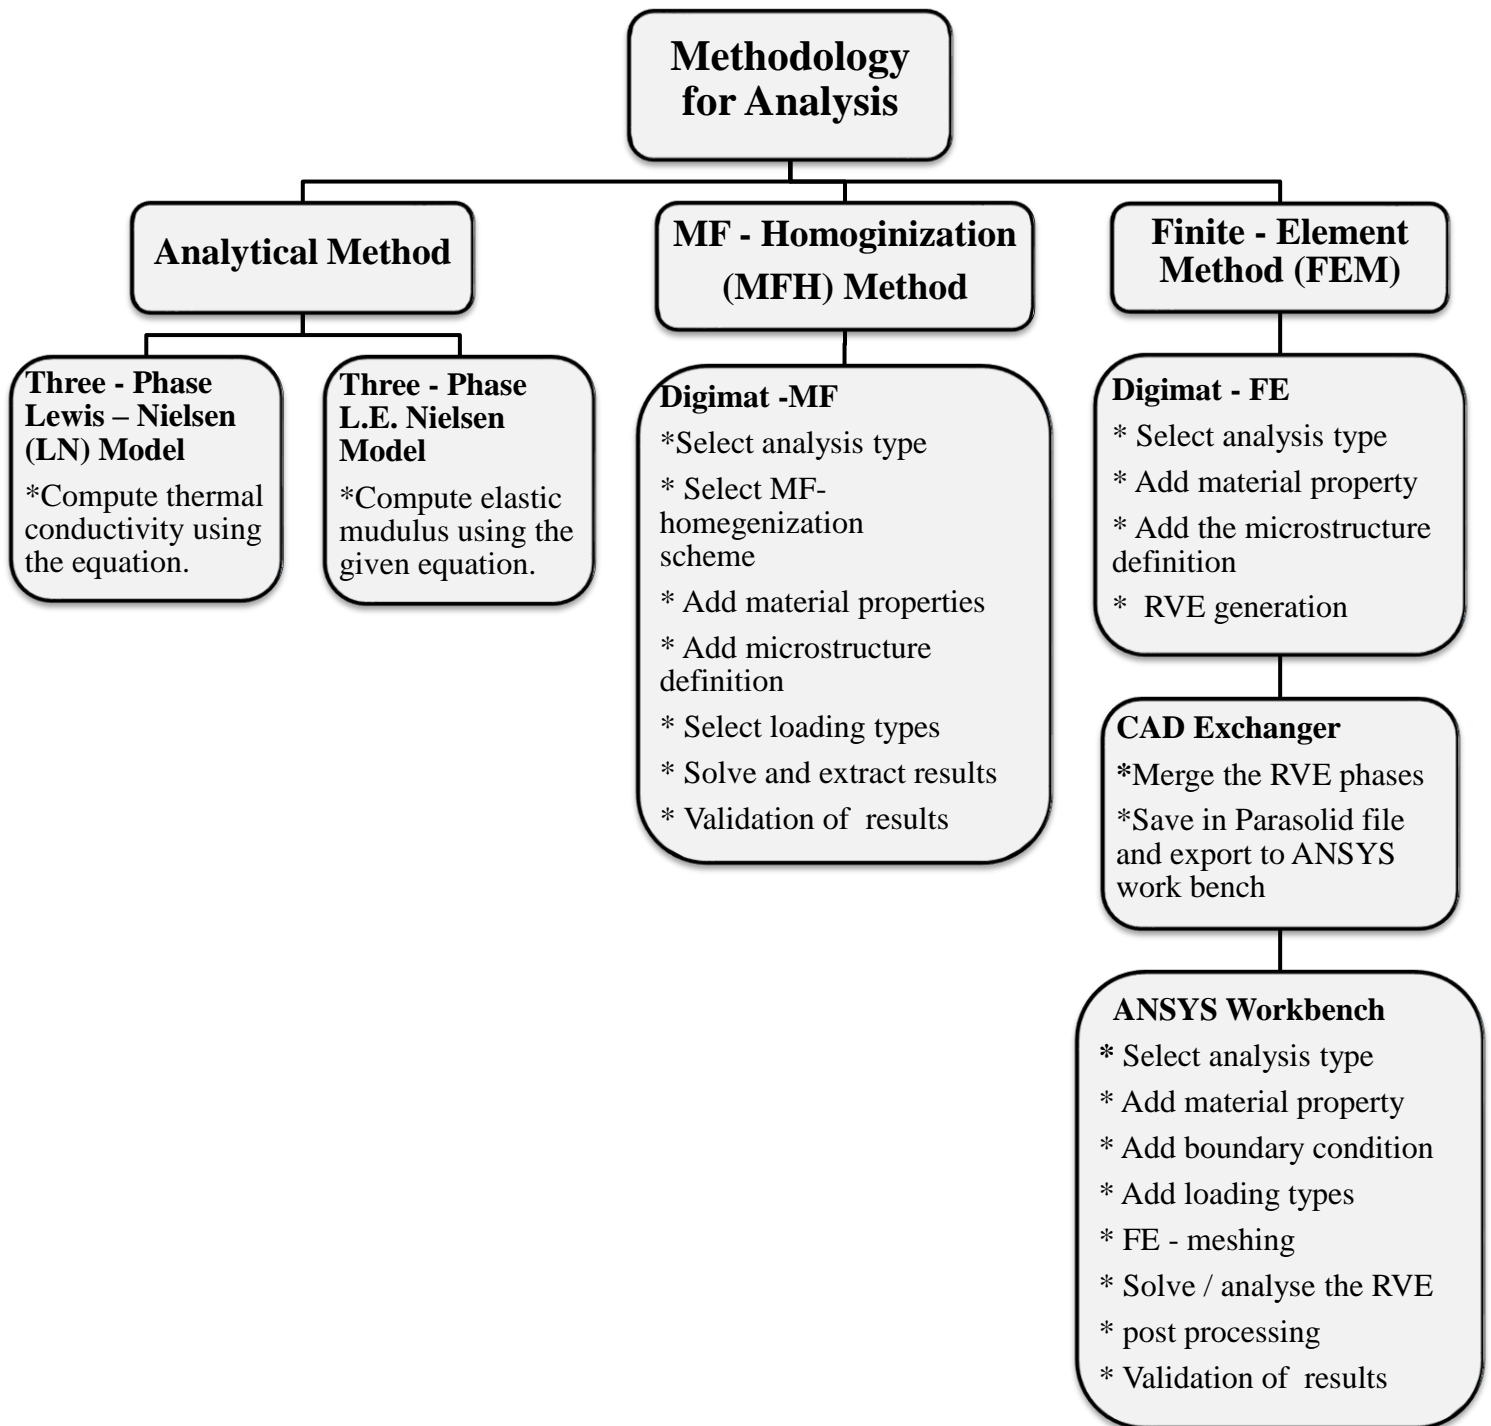 Methodology
for Analysis
Analytical Method
MF - Homoginization
(MFH) Method
Finite - Element
Method (FEM)
Three - Phase
Lewis – Nielsen
(LN) Model
*Compute thermal
conductivity using
the equation.
Three - Phase
L.E. Nielsen
Model
*Compute elastic
mudulus using the
given equation.
Digimat -MF
*Select analysis type
* Select MF-
homegenization
scheme
* Add material properties
* Add microstructure
definition
* Select loading types
* Solve and extract results
* Validation of results
Digimat - FE
* Select analysis type
* Add material property
* Add the microstructure
definition
* RVE generation
CAD Exchanger
*Merge the RVE phases
*Save in Parasolid file
and export to ANSYS
work bench
ANSYS Workbench
* Select analysis type
* Add material property
* Add boundary condition
* Add loading types
* FE - meshing
* Solve / analyse the RVE
* post processing
* Validation of results